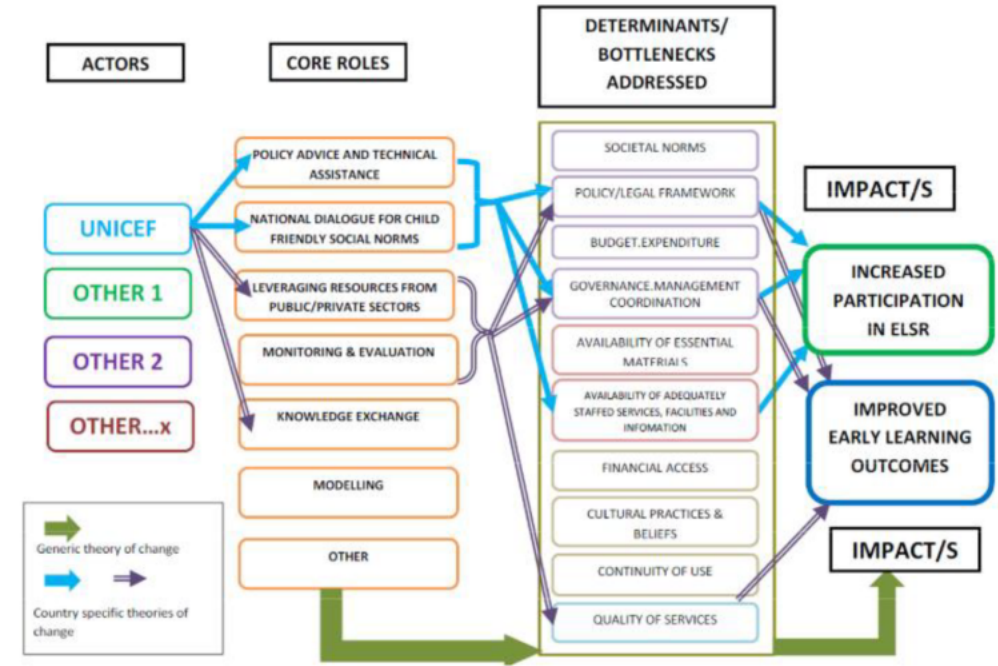 ACTORS
CORE ROLES
DETERMINANTS/
BOTTLENECKS
ADDRESSED
UNICEF
OTHER 1
OTHER 2
OTHER...x
POLICY ADVICE AND TECHNICAL
ASSISTANCE
NATIONAL DIALOGUE FOR CHILD
FRIENDLY SOCIAL NORMS
LEVERAGING RESOURCES FROM
PUBLIC/PRIVATE SECTORS
MONITORING & EVALUATION
KNOWLEDGE EXCHANGE
MODELLING
OTHER
SOCIETAL NORMS
POLICY/LEGAL FRAMEWORK
BUDGET.EXPENDITURE
GOVERNANCE.MANAGEMENT
COORDINATION
AVAILABILITY OF ESSENTIAL
MATERIALS
AVAILABILITY OF ADEQUATELY
STAFFED SERVICES, FACILITIES AND
INFOMATION
FINANCIAL ACCESS
CULTURAL PRACTICES &
BELIEFS
CONTINUITY OF USE
QUALITY OF SERVICES
IMPACT/S
INCREASED
PARTICIPATION
IN ELSR
IMPROVED
EARLY LEARNING
OUTCOMES
IMPACT/S
Generic theory of change
Country specific theories of
change